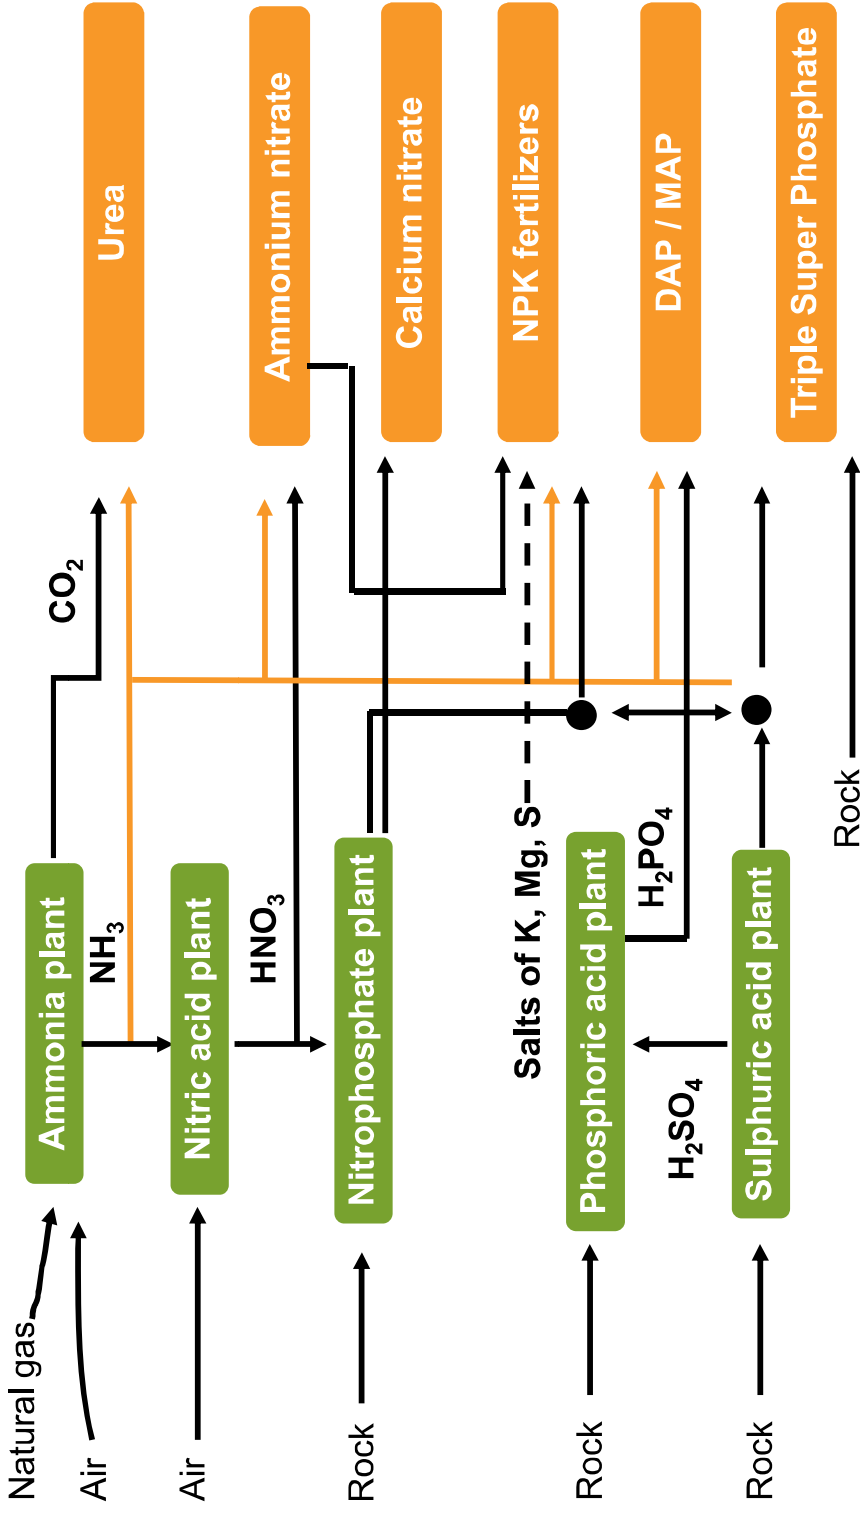 Natural gas
Air
Ammonia plant
CO₂
NH₃
Urea
Air
Nitric acid plant
HNO₃
Ammonium nitrate
Rock
Nitrophosphate plant
Calcium nitrate
Salts of K, Mg, S
NPK fertilizers
Rock
Phosphoric acid plant
H₂PO₄
DAP / MAP
H₂SO₄
Rock
Sulphuric acid plant
Triple Super Phosphate
Rock